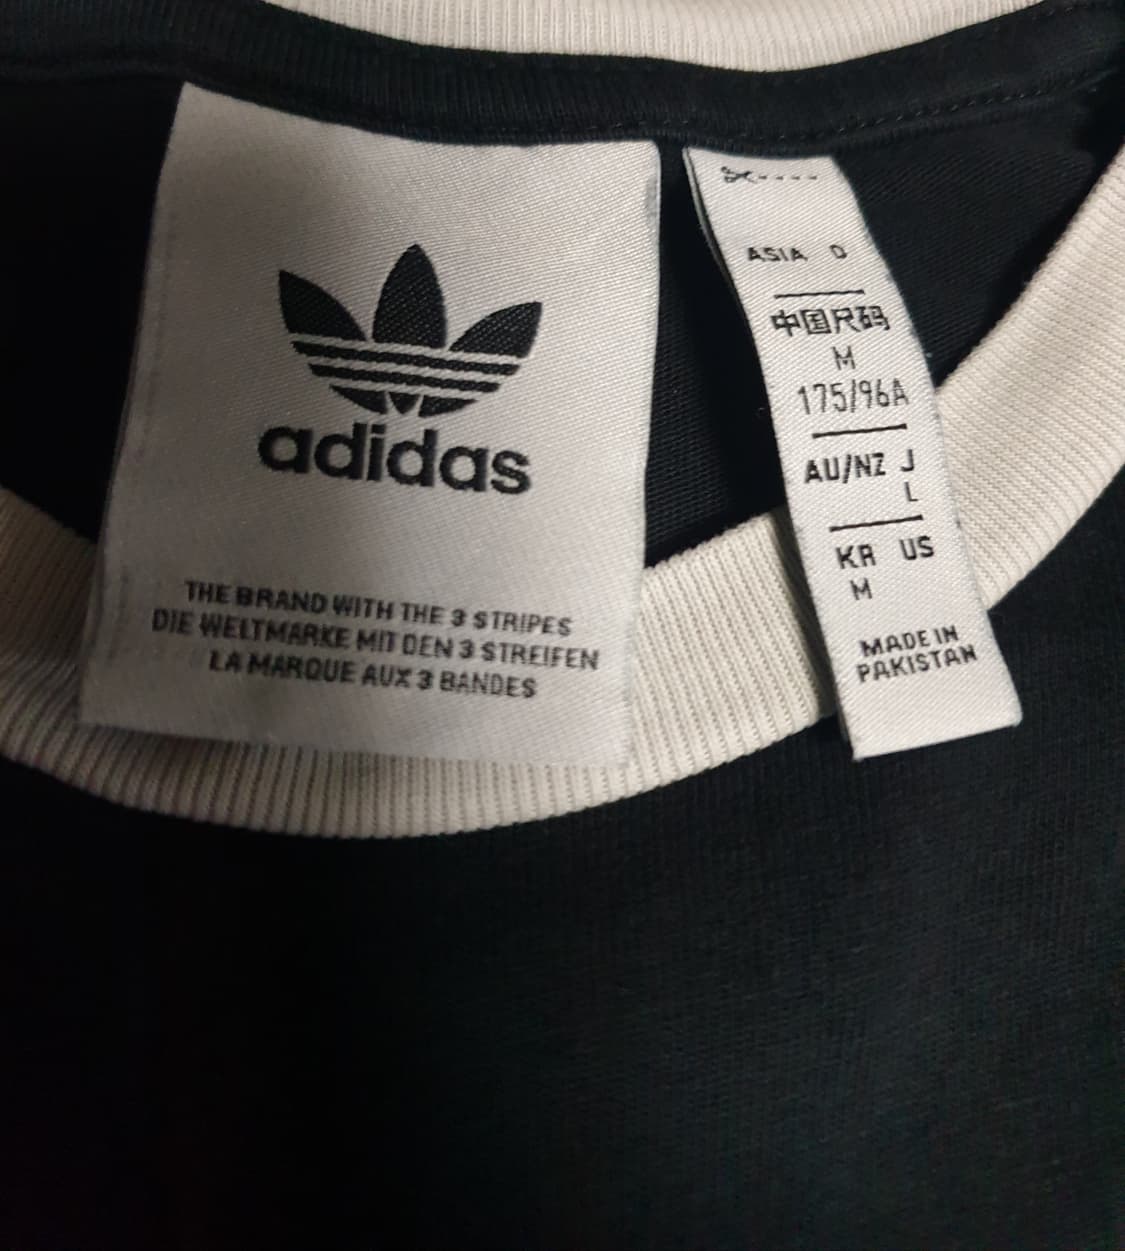 adidas
THE BRAND WITH THE 3 STRIPES
DIE WELTMARKE MIT DEN 3 STREIFEN
LA MARQUE AUX 3 BANDES
ASIA D
中国尺码
M
175/96A
AU/NZ J
L
KR US
M
MADE IN
PAKISTAN